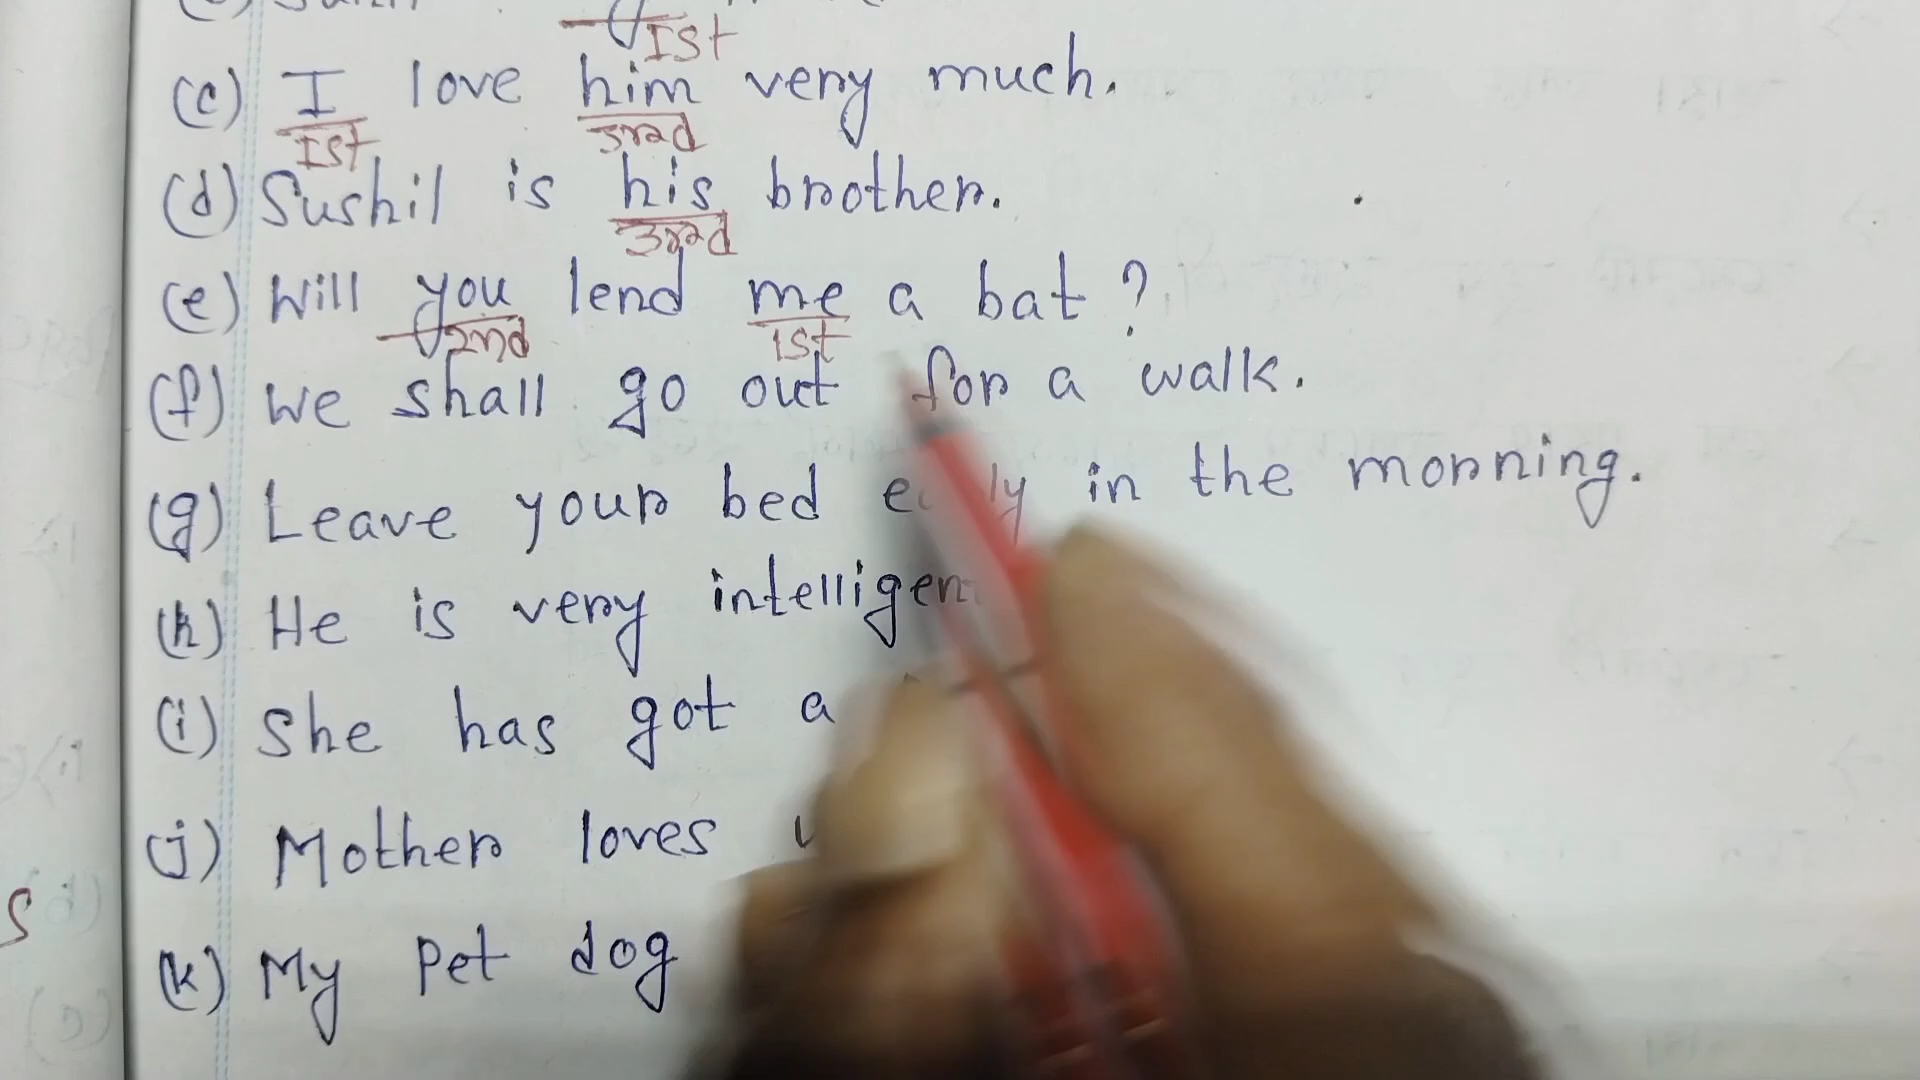 Ist
(c) I love him very much.
Ist 3rd
(d) Sushil is his brother.
3rd
(e) Will you lend me a bat?
2nd 1st
(f) We shall go out for a walk.
(g) Leave your bed in the morning.
(h) He is very
(i) She has got a
(j) Mother loves
(k) My pet dog